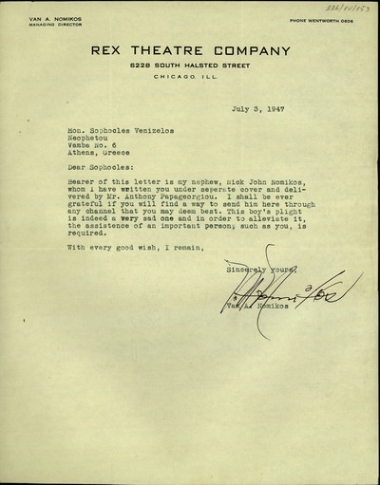 VAN A. NOMIKOS
MANAGING DIRECTOR
PHONE WENTWORTH 0606
REX THEATRE COMPANY
6228 SOUTH HALSTED STREET
CHICAGO, ILL.
July 3, 1947
Hon. Sophocles Venizelos
Neophetou
Vamba No. 6
Athens, Greece
Dear Sophocles:
Bearer of this letter is my nephew, Nick John Nomikos,
whom I have written you under separate cover and deli-
vered by Mr. Anthony Papageorgiou. I shall be ever
grateful if you will find a way to send him here through
any channel that you may deem best. This boy's plight
is indeed a very sad one and in order to alleviate it,
the assistence of an important person, such as you, is
required.
With every good wish, I remain,
Sincerely yours,
Van A. Nomikos